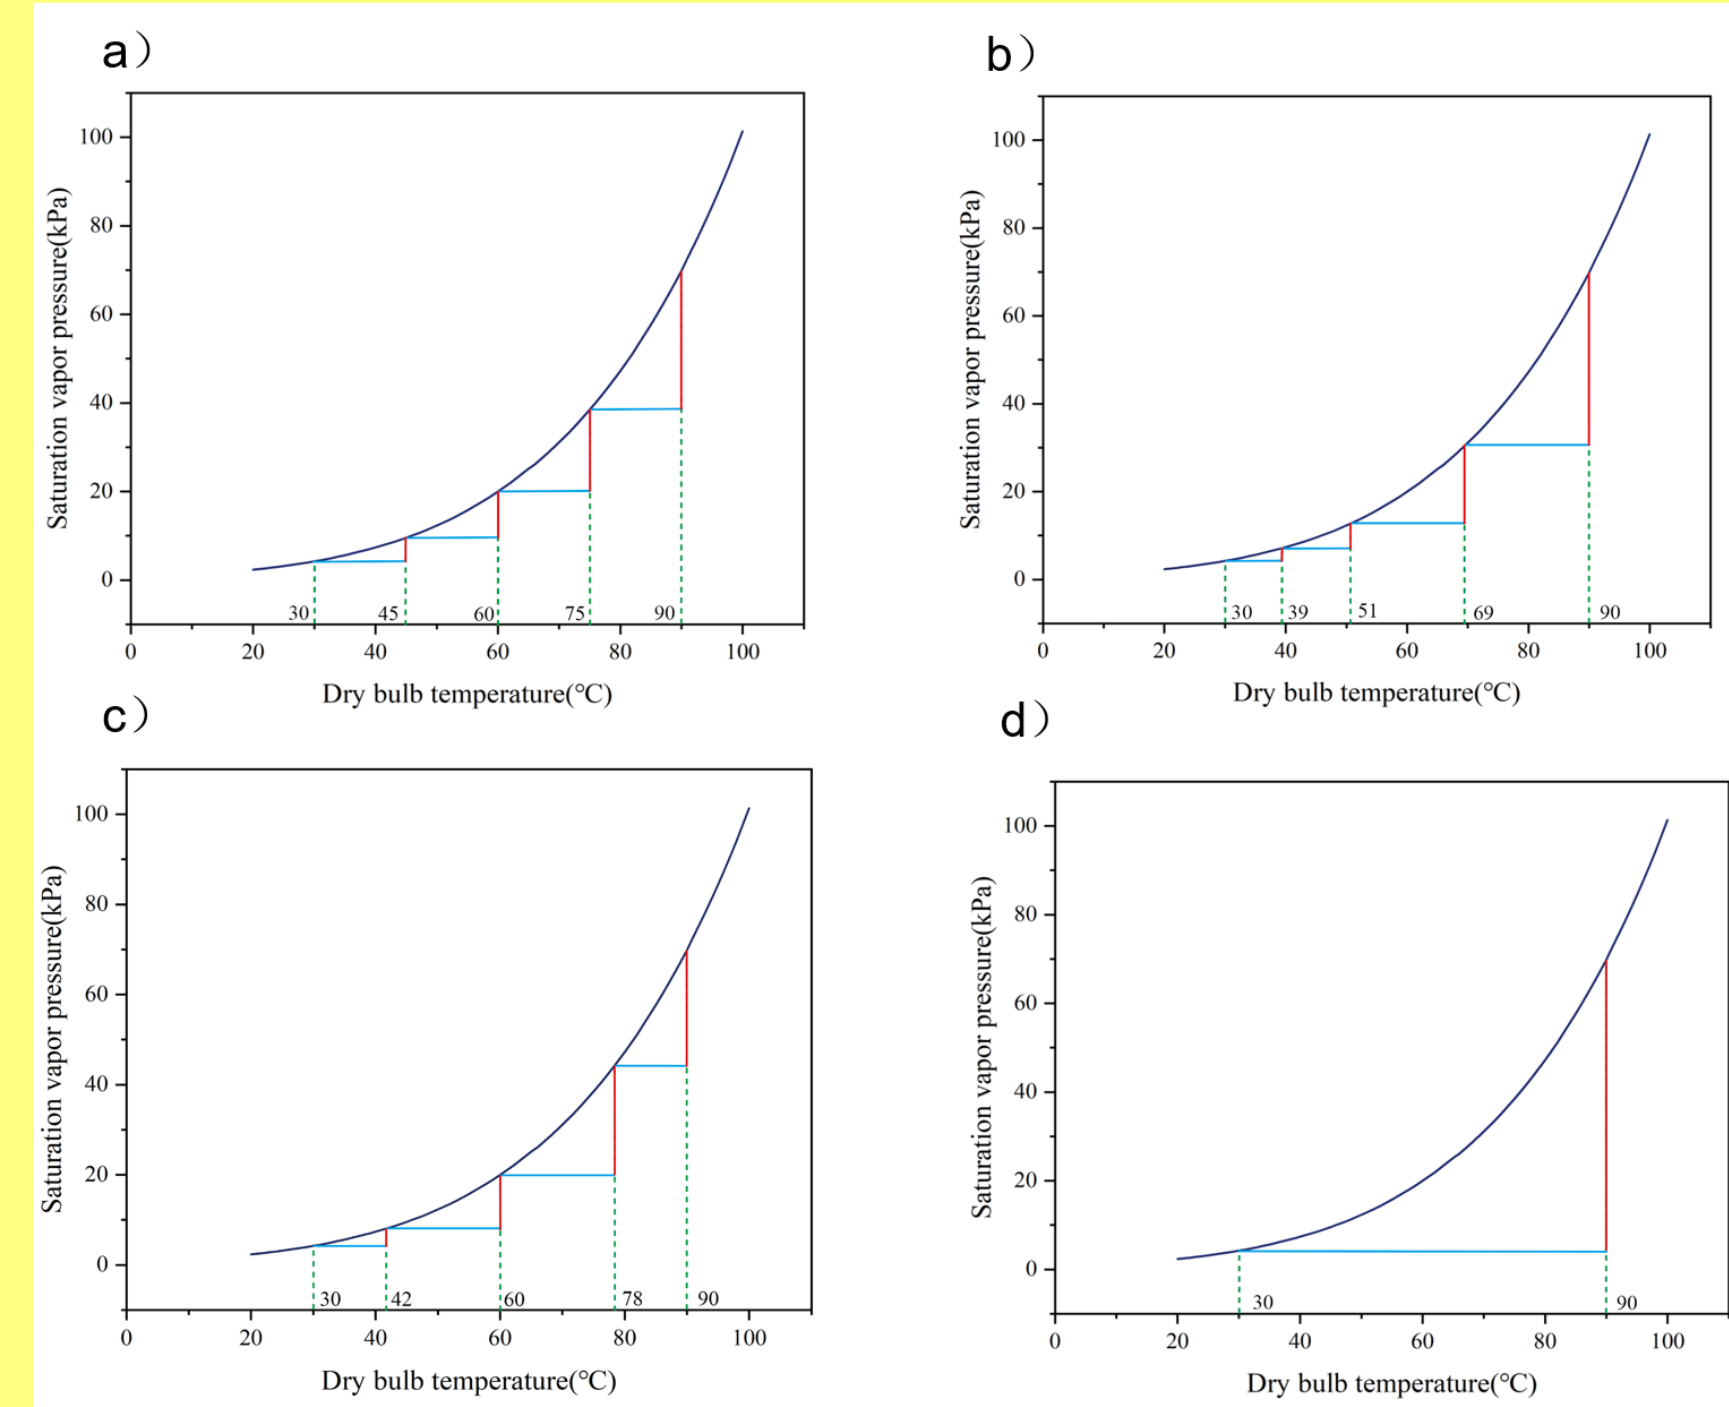 a）
Saturation vapor pressure(kPa)
100
80
60
40
20
0
30 45 60 75 90
0 20 40 60 80 100
Dry bulb temperature(℃)
b）
Saturation vapor pressure(kPa)
100
80
60
40
20
0
30 39 51 69 90
0 20 40 60 80 100
Dry bulb temperature(℃)
c）
Saturation vapor pressure(kPa)
100
80
60
40
20
0
30 42 60 78 90
0 20 40 60 80 100
Dry bulb temperature(℃)
d）
Saturation vapor pressure(kPa)
100
80
60
40
20
0
30 90
0 20 40 60 80 100
Dry bulb temperature(℃)